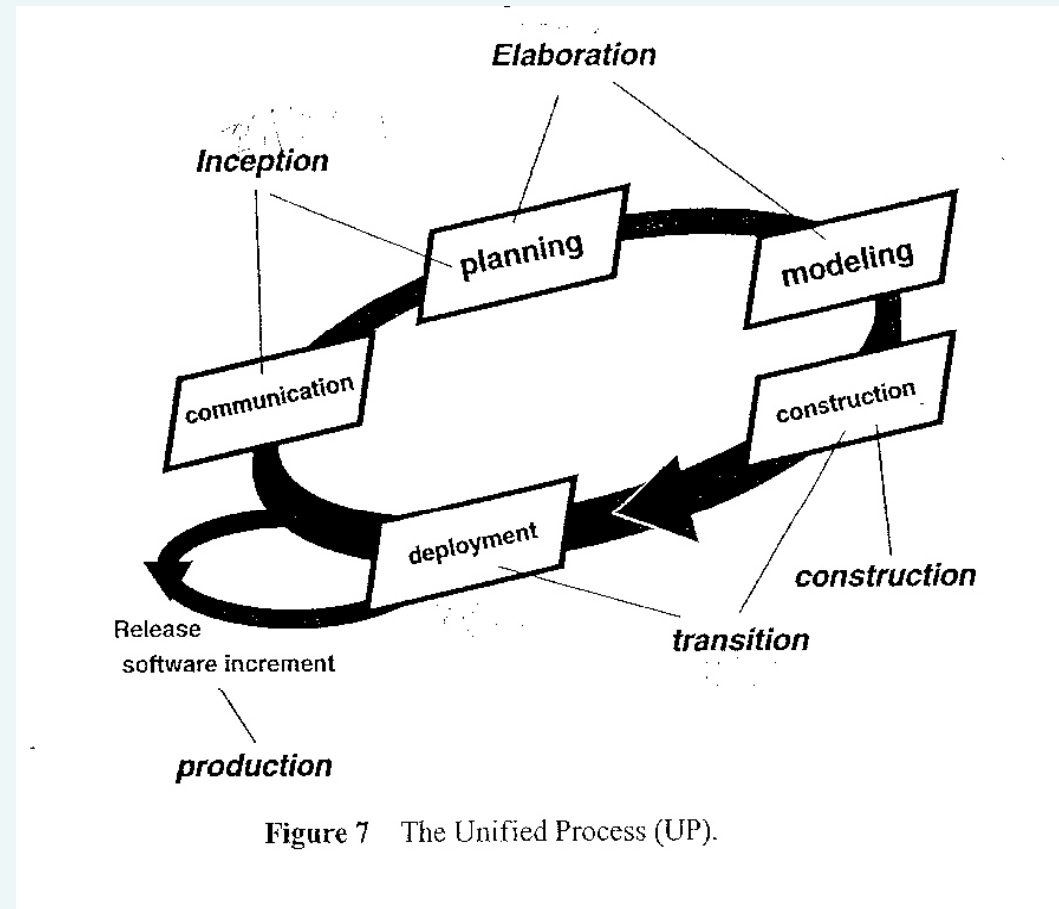 Elaboration
Inception
planning
modeling
communication
construction
deployment
construction
transition
Release
software increment
production
Figure 7 The Unified Process (UP).